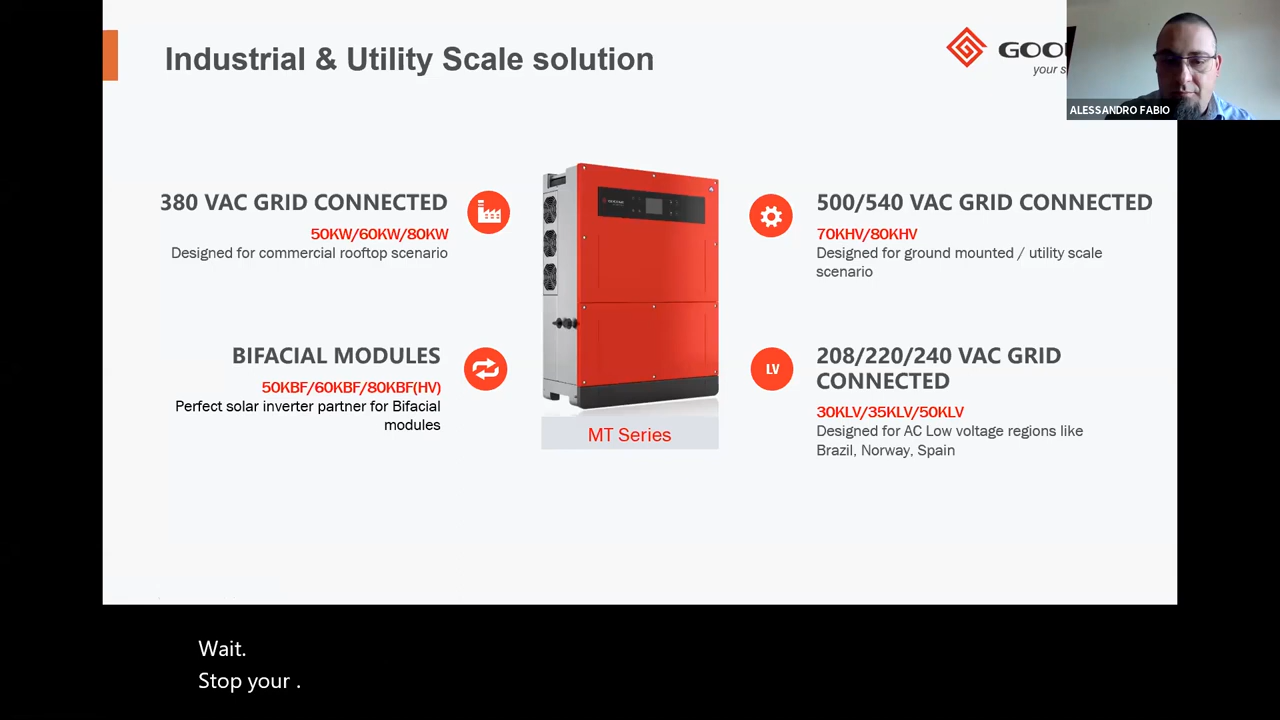 Industrial & Utility Scale solution
your s
ALESSANDRO FABIO
380 VAC GRID CONNECTED
50KW/60KW/80KW
Designed for commercial rooftop scenario
500/540 VAC GRID CONNECTED
70KHV/80KHV
Designed for ground mounted / utility scale
scenario
BIFACIAL MODULES
50KBF/60KBF/80KBF(HV)
Perfect solar inverter partner for Bifacial
modules
LV
208/220/240 VAC GRID
CONNECTED
30KLV/35KLV/50KLV
Designed for AC Low voltage regions like
Brazil, Norway, Spain
MT Series
Wait.
Stop your .